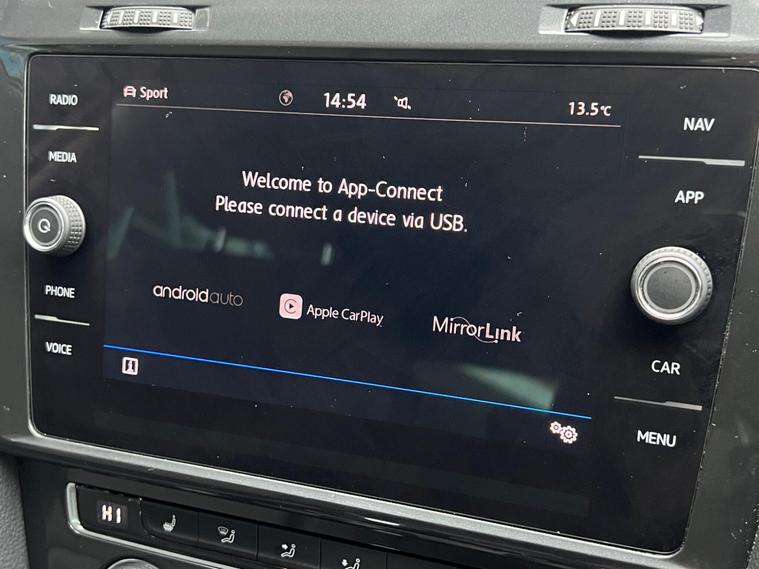 RADIO
MEDIA
PHONE
VOICE
Sport
14:54
13.5°C
Welcome to App-Connect
Please connect a device via USB.
androidauto
Apple CarPlay
MirrorLink
NAV
APP
CAR
MENU
HI